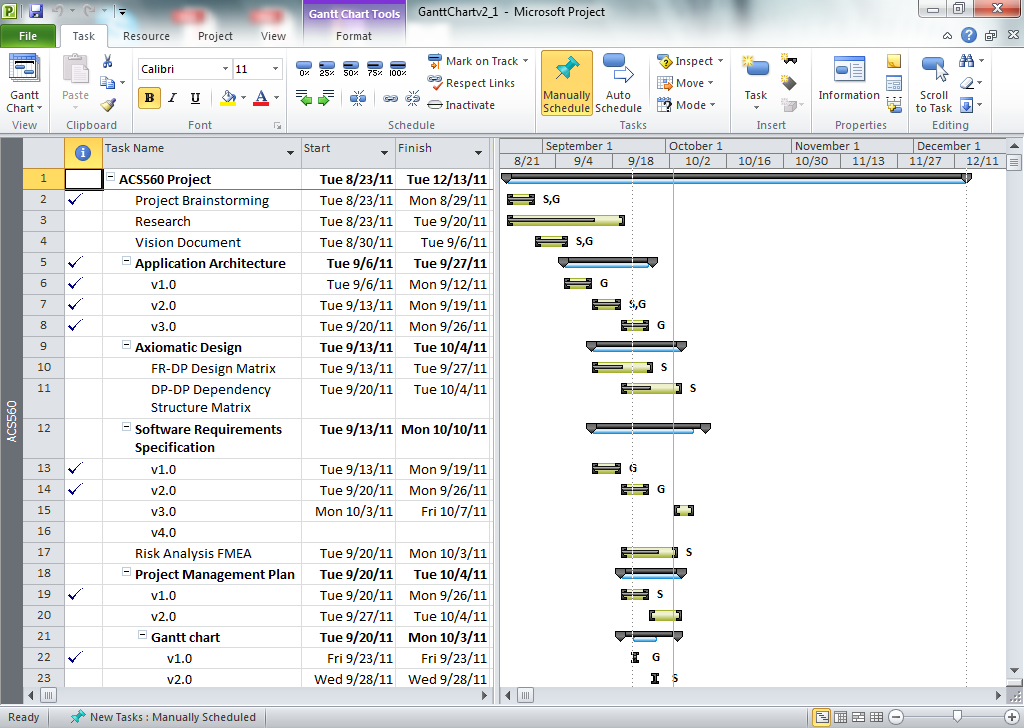 Gantt Chart Tools
GanttChartv2_1 - Microsoft Project
File Task Resource Project View Format
Gantt Chart
View
Paste
Clipboard
Calibri 11
B I U A
Font
0% 25% 50% 75% 100%
Mark on Track
Respect Links
Inactivate
Schedule
Manually Schedule
Auto Schedule
Inspect
Move
Mode
Tasks
Task
Insert
Information
Properties
Scroll to Task
Editing
Task Name Start Finish
September 1 October 1 November 1 December 1
8/21 9/4 9/18 10/2 10/16 10/30 11/13 11/27 12/11
ACS560
1 ACS560 Project Tue 8/23/11 Tue 12/13/11
2 Project Brainstorming Tue 8/23/11 Mon 8/29/11 S,G
3 Research Tue 8/23/11 Tue 9/20/11
4 Vision Document Tue 8/30/11 Tue 9/6/11 S,G
5 Application Architecture Tue 9/6/11 Tue 9/27/11
6 v1.0 Tue 9/6/11 Mon 9/12/11 G
7 v2.0 Tue 9/13/11 Mon 9/19/11 S,G
8 v3.0 Tue 9/20/11 Mon 9/26/11 G
9 Axiomatic Design Tue 9/13/11 Tue 10/4/11
10 FR-DP Design Matrix Tue 9/13/11 Tue 9/27/11 S
11 DP-DP Dependency Tue 9/20/11 Tue 10/4/11 S
Structure Matrix
12 Software Requirements Tue 9/13/11 Mon 10/10/11
Specification
13 v1.0 Tue 9/13/11 Mon 9/19/11 G
14 v2.0 Tue 9/20/11 Mon 9/26/11 G
15 v3.0 Mon 10/3/11 Fri 10/7/11
16 v4.0
17 Risk Analysis FMEA Tue 9/20/11 Mon 10/3/11 S
18 Project Management Plan Tue 9/20/11 Tue 10/4/11
19 v1.0 Tue 9/20/11 Mon 9/26/11 S
20 v2.0 Tue 9/27/11 Tue 10/4/11
21 Gantt chart Tue 9/20/11 Mon 10/3/11
22 v1.0 Fri 9/23/11 Fri 9/23/11 G
23 v2.0 Wed 9/28/11 Wed 9/28/11 S
Ready New Tasks : Manually Scheduled